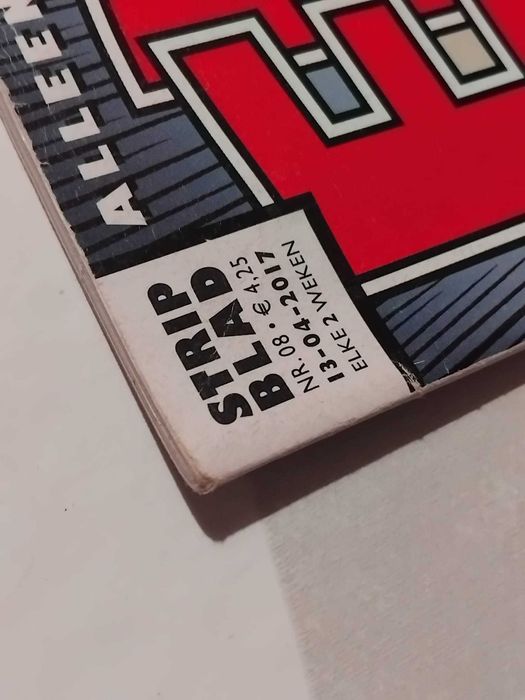 ALLEEN
STRIP
BLAD
NR. 08 • € 4,25
13-04-2017
ELKE 2 WEKEN